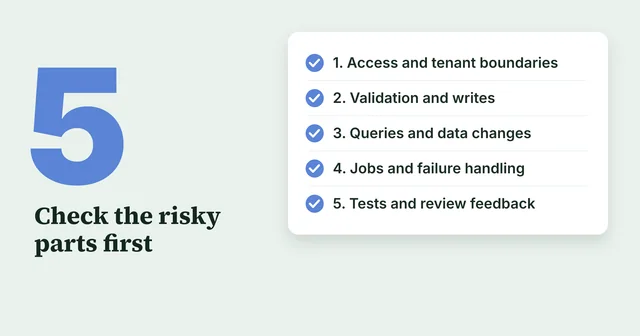 5
Check the risky
parts first
1. Access and tenant boundaries
2. Validation and writes
3. Queries and data changes
4. Jobs and failure handling
5. Tests and review feedback